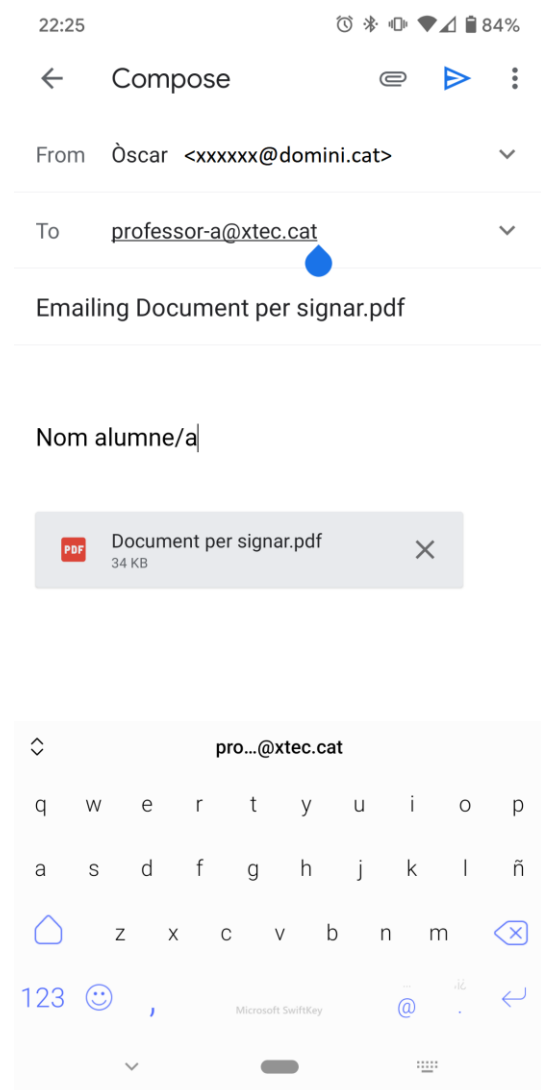 22:25 84%
Compose
From Òscar <xxxxxx@domini.cat>
To professor-a@xtec.cat
Emailing Document per signar.pdf
Nom alumne/a
PDF Document per signar.pdf
34 KB
pro...@xtec.cat
q w e r t y u i o p
a s d f g h j k l ñ
z x c v b n m
123 , Microsoft SwiftKey @ .